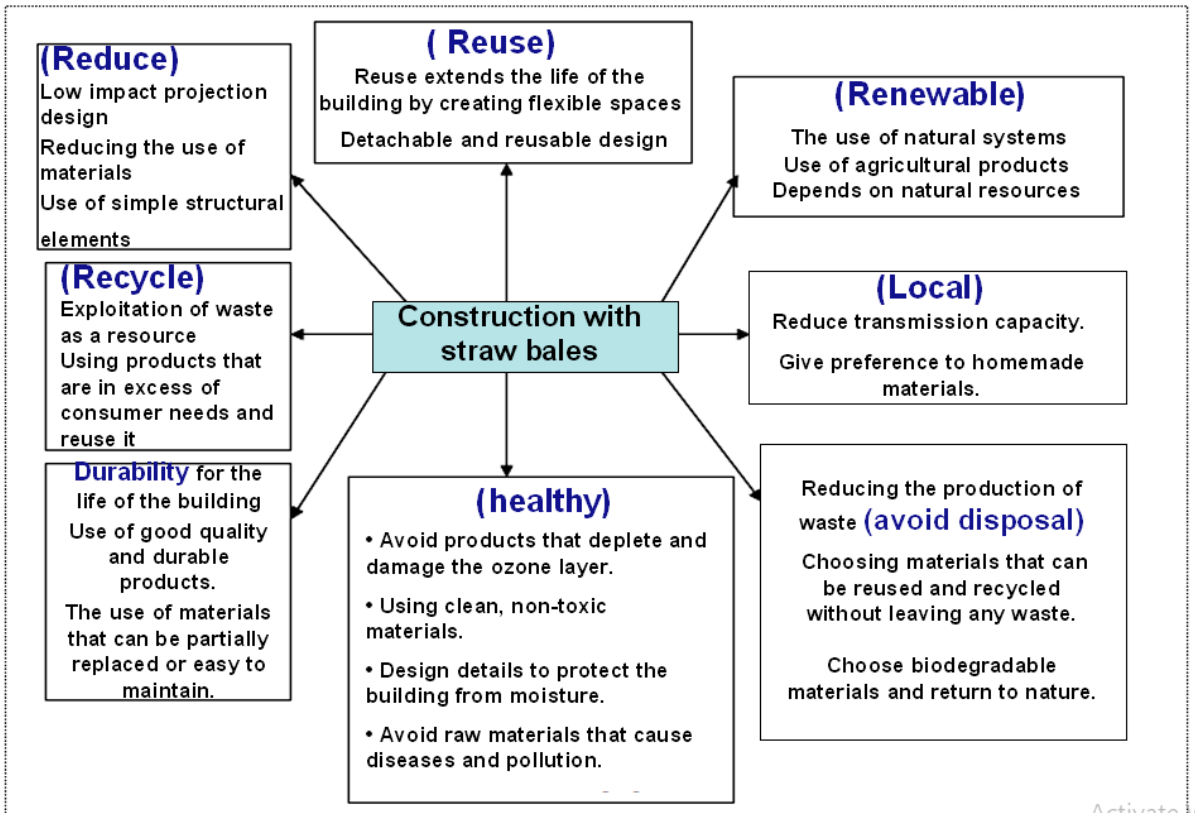 (Reduce)
Low impact projection
design
Reducing the use of
materials
Use of simple structural
elements
( Reuse)
Reuse extends the life of the
building by creating flexible spaces
Detachable and reusable design
(Renewable)
The use of natural systems
Use of agricultural products
Depends on natural resources
(Recycle)
Exploitation of waste
as a resource
Using products that
are in excess of
consumer needs and
reuse it
Construction with
straw bales
(Local)
Reduce transmission capacity.
Give preference to homemade
materials.
Durability for the
life of the building
Use of good quality
and durable
products.
The use of materials
that can be partially
replaced or easy to
maintain.
(healthy)
• Avoid products that deplete and
damage the ozone layer.
• Using clean, non-toxic
materials.
• Design details to protect the
building from moisture.
• Avoid raw materials that cause
diseases and pollution.
Reducing the production of
waste (avoid disposal)
Choosing materials that can
be reused and recycled
without leaving any waste.
Choose biodegradable
materials and return to nature.